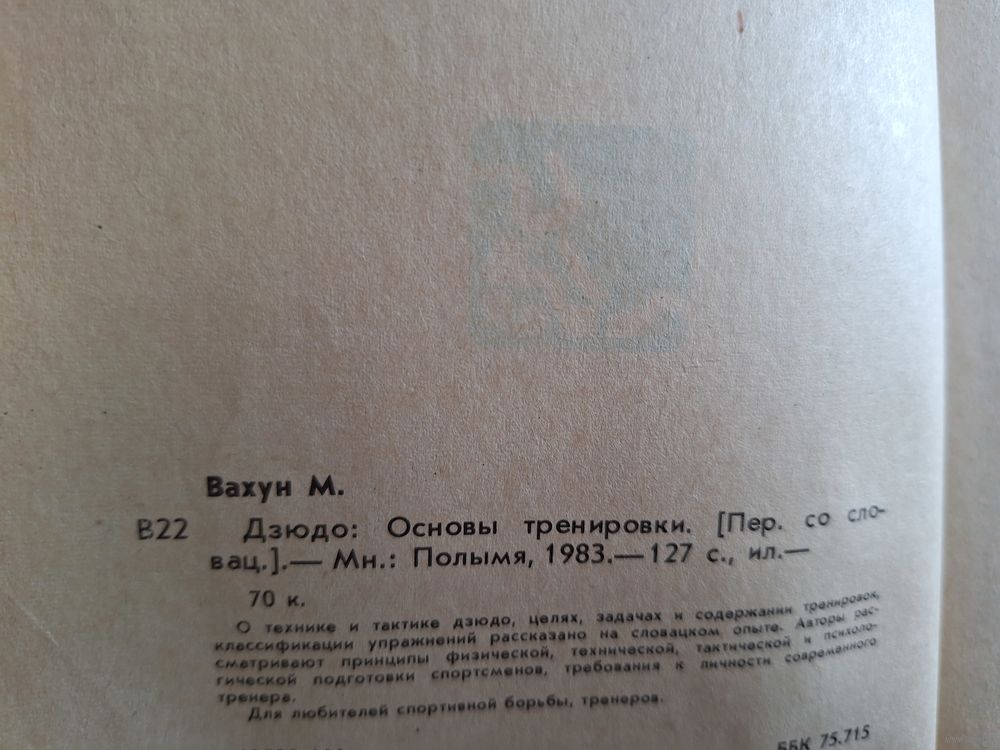 Вахун М.
В22 Дзюдо: Основы тренировки. [Пер. со сло-
вац.].— Мн.: Полымя, 1983.—127 с., ил.—
70 к.
О технике и тактике дзюдо, целях, задачах и содержании тренировок,
классификации упражнений рассказано на словацком опыте. Авторы рас-
сматривают принципы физической, технической, тактической и психоло-
гической подготовки спортсменов, требования к личности современного
тренера.
Для любителей спортивной борьбы, тренеров.
ББК 75.715